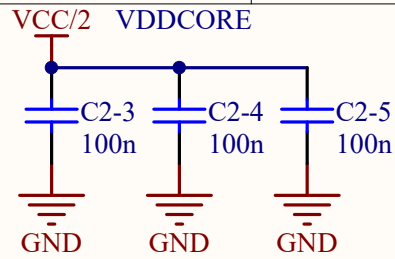 VCC/2 VDDCORE
C2-3 C2-4 C2-5
100n 100n 100n
GND GND GND